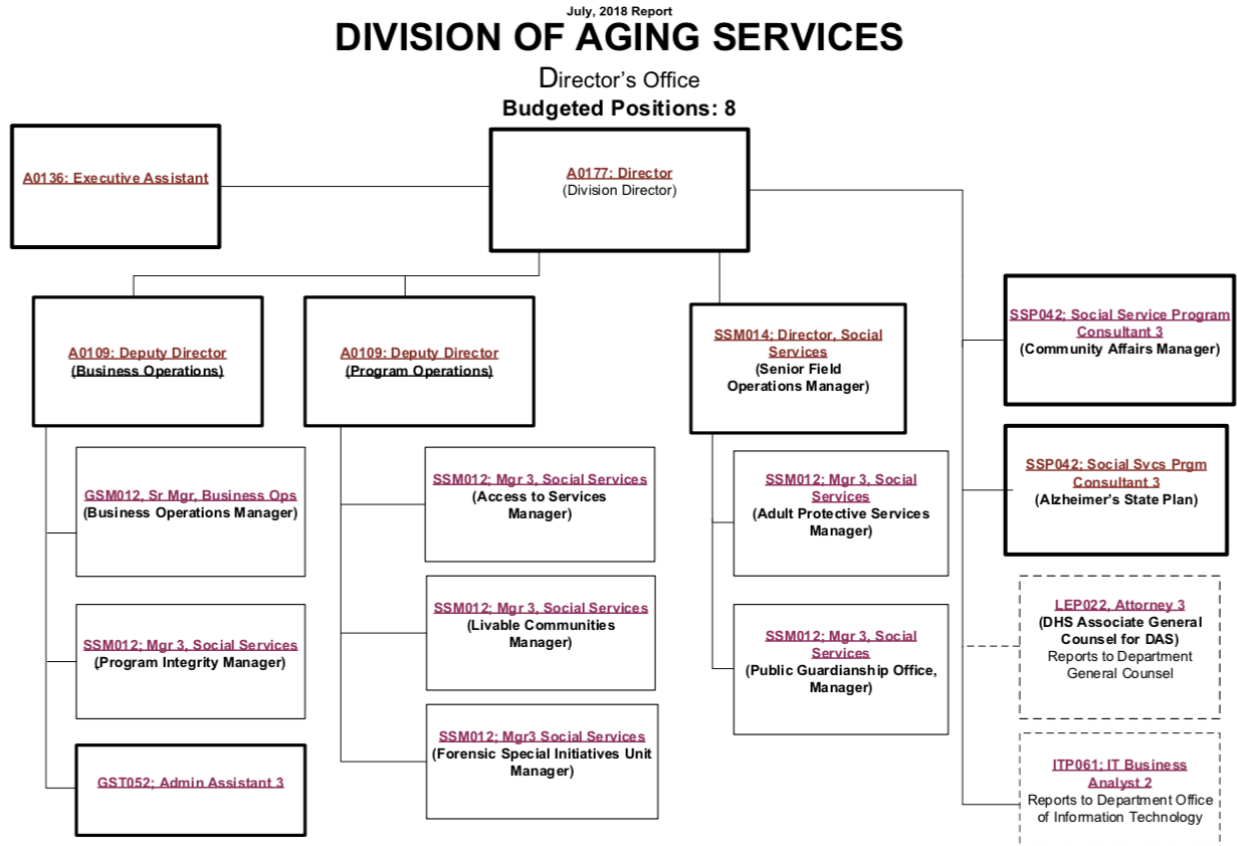 July, 2018 Report
DIVISION OF AGING SERVICES
Director's Office
Budgeted Positions: 8
A0136: Executive Assistant
A0177: Director
(Division Director)
A0109: Deputy Director
(Business Operations)
A0109: Deputy Director
(Program Operations)
SSM014; Director, Social
Services
(Senior Field
Operations Manager)
SSP042; Social Service Program
Consultant 3
(Community Affairs Manager)
SSP042; Social Svcs Prgm
Consultant 3
(Alzheimer's State Plan)
GSM012, Sr Mgr, Business Ops
(Business Operations Manager)
SSM012; Mgr 3, Social Services
(Program Integrity Manager)
GST052; Admin Assistant 3
SSM012; Mgr 3, Social Services
(Access to Services
Manager)
SSM012; Mgr 3, Social Services
(Livable Communities
Manager)
SSM012; Mgr3 Social Services
(Forensic Special Initiatives Unit
Manager)
SSM012; Mgr 3, Social
Services
(Adult Protective Services
Manager)
SSM012; Mgr 3, Social
Services
(Public Guardianship Office,
Manager)
LEP022, Attorney 3
(DHS Associate General
Counsel for DAS)
Reports to Department
General Counsel
ITP061: IT Business
Analyst 2
Reports to Department Office
of Information Technology